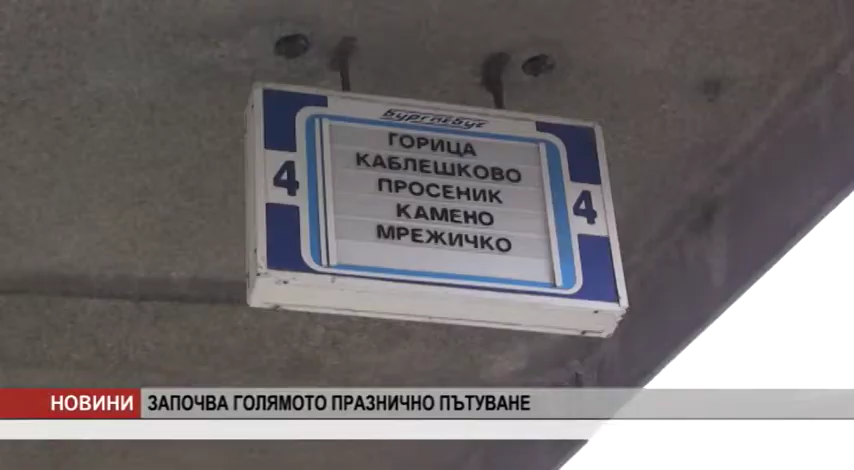 Бургасбус
ГОРИЦА
КАБЛЕШКОВО
4
ПРОСЕНИК
4
КАМЕНО
МРЕЖИЧКО
НОВИНИ ЗАПОЧВА ГОЛЯМОТО ПРАЗНИЧНО ПЪТУВАНЕ